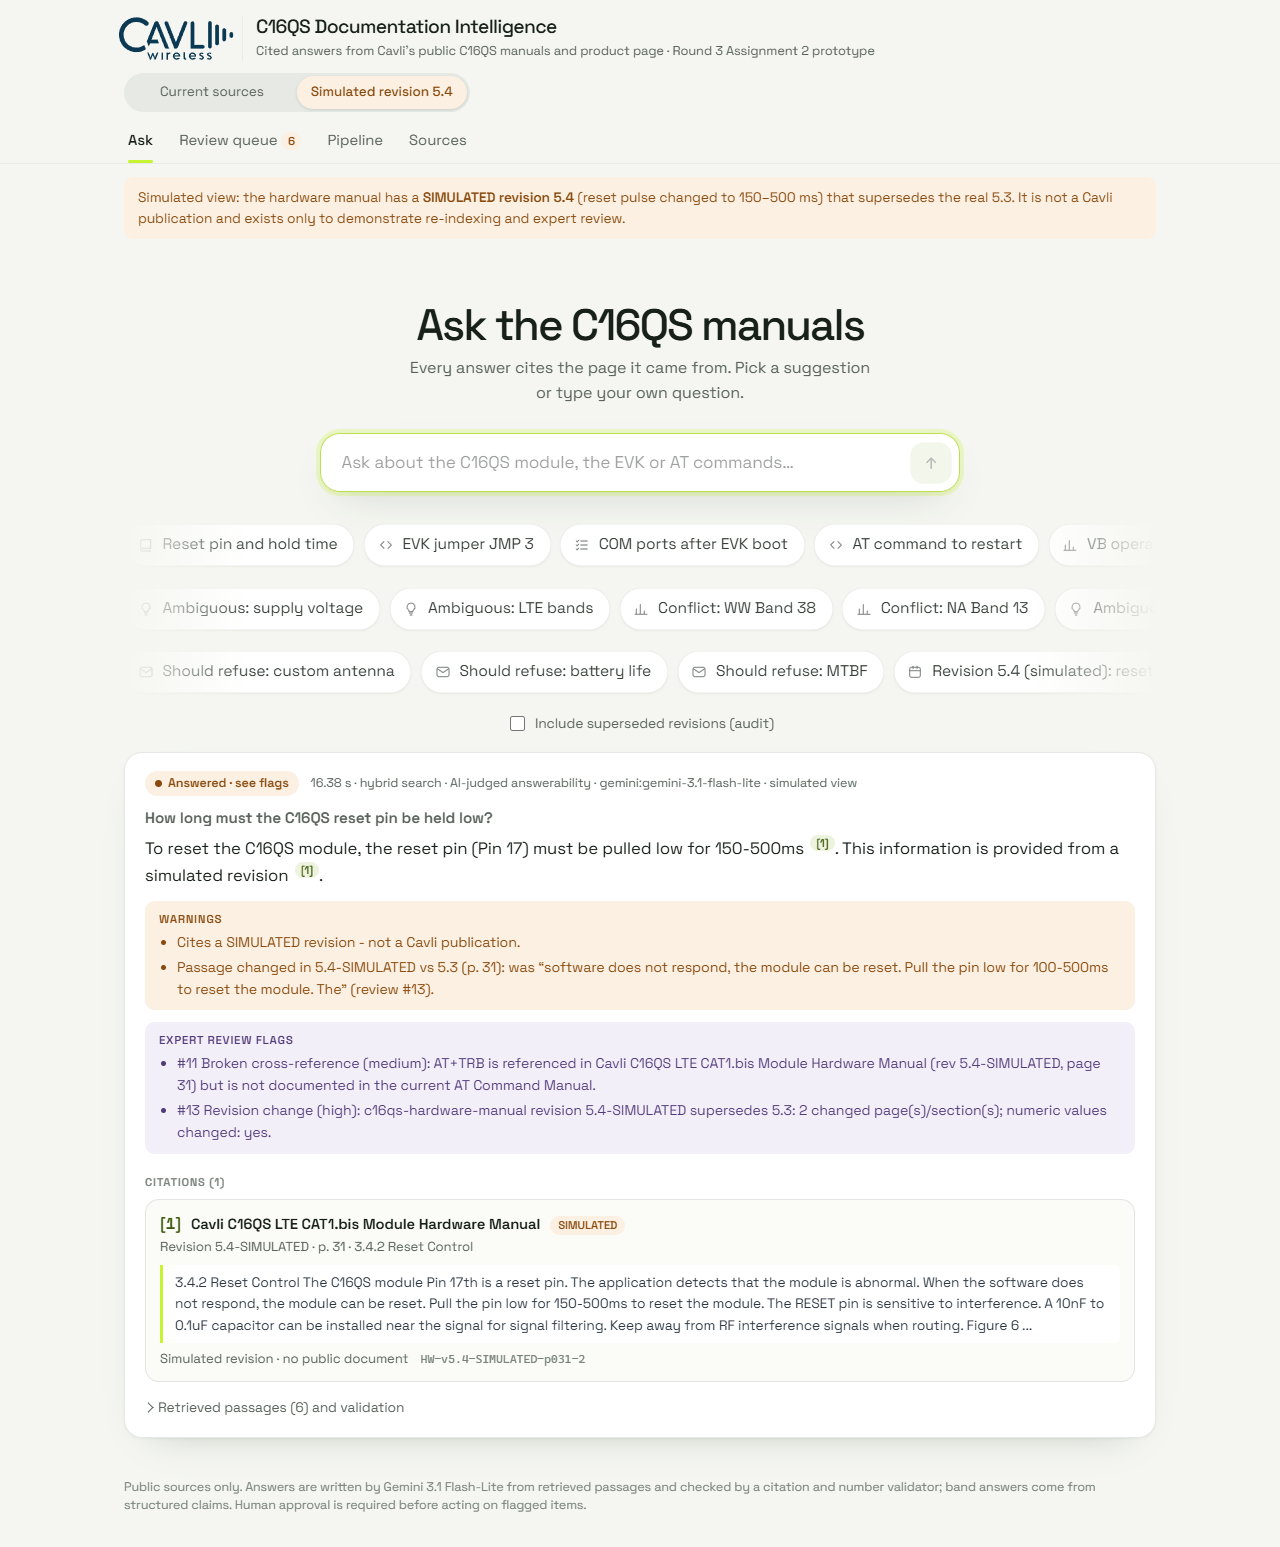 CAVLI
wireless
C16QS Documentation Intelligence
Cited answers from Cavli's public C16QS manuals and product page · Round 3 Assignment 2 prototype
Current sources
Simulated revision 5.4
Ask
Review queue 6
Pipeline
Sources
Simulated view: the hardware manual has a SIMULATED revision 5.4 (reset pulse changed to 150–500 ms) that supersedes the real 5.3. It is not a Cavli
publication and exists only to demonstrate re-indexing and expert review.
Ask the C16QS manuals
Every answer cites the page it came from. Pick a suggestion
or type your own question.
Ask about the C16QS module, the EVK or AT commands…
Reset pin and hold time
EVK jumper JMP 3
COM ports after EVK boot
AT command to restart
VB opera
Ambiguous: supply voltage
Ambiguous: LTE bands
Conflict: WW Band 38
Conflict: NA Band 13
Ambigu
Should refuse: custom antenna
Should refuse: battery life
Should refuse: MTBF
Revision 5.4 (simulated): reset
Include superseded revisions (audit)
Answered · see flags
16.38 s · hybrid search · AI-judged answerability · gemini:gemini-3.1-flash-lite · simulated view
How long must the C16QS reset pin be held low?
To reset the C16QS module, the reset pin (Pin 17) must be pulled low for 150-500ms [1]. This information is provided from a
simulated revision [1].
WARNINGS
• Cites a SIMULATED revision - not a Cavli publication.
• Passage changed in 5.4-SIMULATED vs 5.3 (p. 31): was “software does not respond, the module can be reset. Pull the pin low for 100-500ms
to reset the module. The” (review #13).
EXPERT REVIEW FLAGS
• #11 Broken cross-reference (medium): AT+TRB is referenced in Cavli C16QS LTE CAT1.bis Module Hardware Manual (rev 5.4-SIMULATED, page
31) but is not documented in the current AT Command Manual.
• #13 Revision change (high): c16qs-hardware-manual revision 5.4-SIMULATED supersedes 5.3: 2 changed page(s)/section(s); numeric values
changed: yes.
CITATIONS (1)
[1] Cavli C16QS LTE CAT1.bis Module Hardware Manual SIMULATED
Revision 5.4-SIMULATED · p. 31 · 3.4.2 Reset Control
3.4.2 Reset Control The C16QS module Pin 17th is a reset pin. The application detects that the module is abnormal. When the software does
not respond, the module can be reset. Pull the pin low for 150-500ms to reset the module. The RESET pin is sensitive to interference. A 10nF to
0.1uF capacitor can be installed near the signal for signal filtering. Keep away from RF interference signals when routing. Figure 6 …
Simulated revision · no public document HW-v5.4-SIMULATED-p031-2
Retrieved passages (6) and validation
Public sources only. Answers are written by Gemini 3.1 Flash-Lite from retrieved passages and checked by a citation and number validator; band answers come from
structured claims. Human approval is required before acting on flagged items.